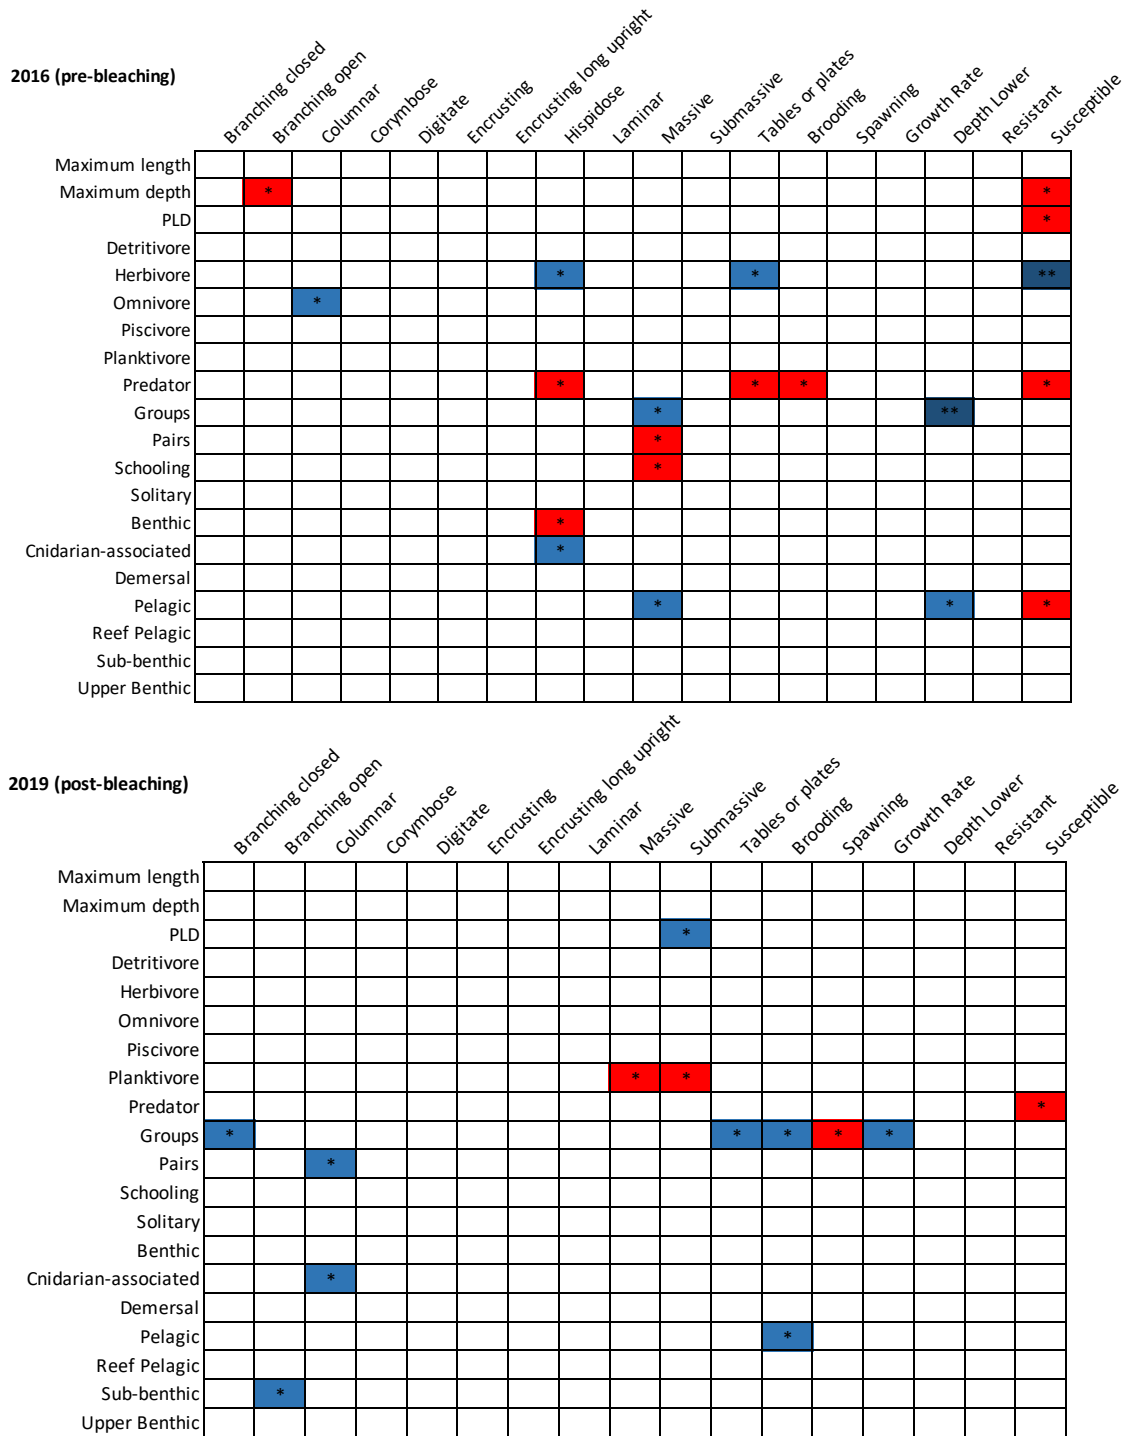 2016 (pre-bleaching)
Branching closed
Branching open
Columnar
Corymbose
Digitate
Encrusting
Encrusting long upright
Hispidose
Laminar
Massive
Submassive
Tables or plates
Brooding
Spawning
Growth Rate
Depth Lower
Resistant
Susceptible
Maximum length
Maximum depth * *
PLD *
Detritivore
Herbivore * * **
Omnivore *
Piscivore
Planktivore
Predator * * * *
Groups * **
Pairs *
Schooling *
Solitary
Benthic *
Cnidarian-associated *
Demersal
Pelagic * * *
Reef Pelagic
Sub-benthic
Upper Benthic
2019 (post-bleaching)
Branching closed
Branching open
Columnar
Corymbose
Digitate
Encrusting
Encrusting long upright
Laminar
Massive
Submassive
Tables or plates
Brooding
Spawning
Growth Rate
Depth Lower
Resistant
Susceptible
Maximum length
Maximum depth
PLD *
Detritivore
Herbivore
Omnivore
Piscivore
Planktivore * *
Predator *
Groups * * * * *
Pairs *
Schooling
Solitary
Benthic
Cnidarian-associated *
Demersal
Pelagic *
Reef Pelagic
Sub-benthic *
Upper Benthic